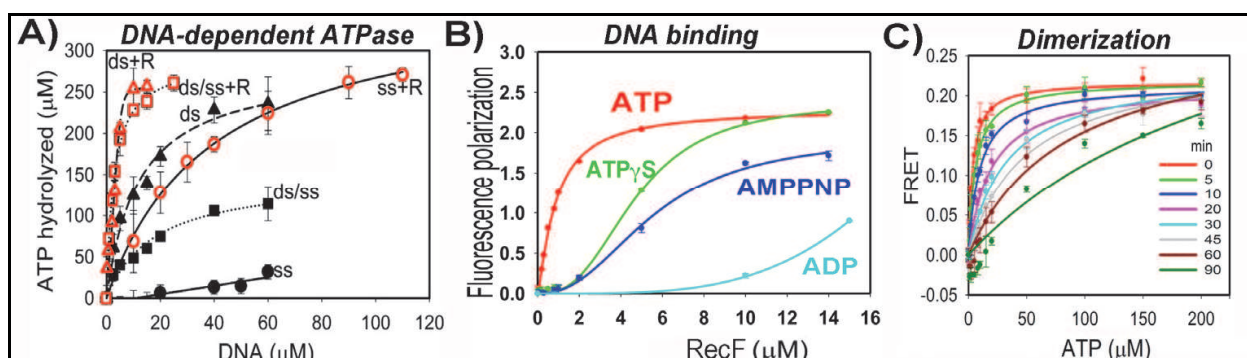 A) DNA-dependent ATPase
ATP hydrolyzed (μM)
300
250
200
150
100
50
0
ds+R
ds/ss+R
ds
ss+R
ds/ss
ss
0 20 40 60 80 100 120
DNA (μM)
B) DNA binding
Fluorescence polarization
3.0
2.5
2.0
1.5
1.0
0.5
0.0
ATP
ATPγS
AMPPNP
ADP
0 2 4 6 8 10 12 14 16
RecF (μM)
C) Dimerization
FRET
0.25
0.20
0.15
0.10
0.05
0.00
-0.05
min
0
5
10
20
30
45
60
90
0 50 100 150 200
ATP (μM)